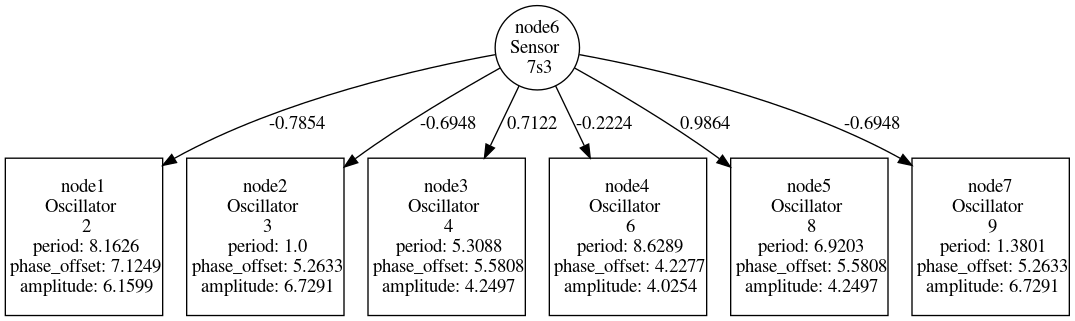 node6
Sensor
7s3
-0.7854
-0.6948
0.7122
-0.2224
0.9864
-0.6948
node1
Oscillator
2
period: 8.1626
phase_offset: 7.1249
amplitude: 6.1599
node2
Oscillator
3
period: 1.0
phase_offset: 5.2633
amplitude: 6.7291
node3
Oscillator
4
period: 5.3088
phase_offset: 5.5808
amplitude: 4.2497
node4
Oscillator
6
period: 8.6289
phase_offset: 4.2277
amplitude: 4.0254
node5
Oscillator
8
period: 6.9203
phase_offset: 5.5808
amplitude: 4.2497
node7
Oscillator
9
period: 1.3801
phase_offset: 5.2633
amplitude: 6.7291